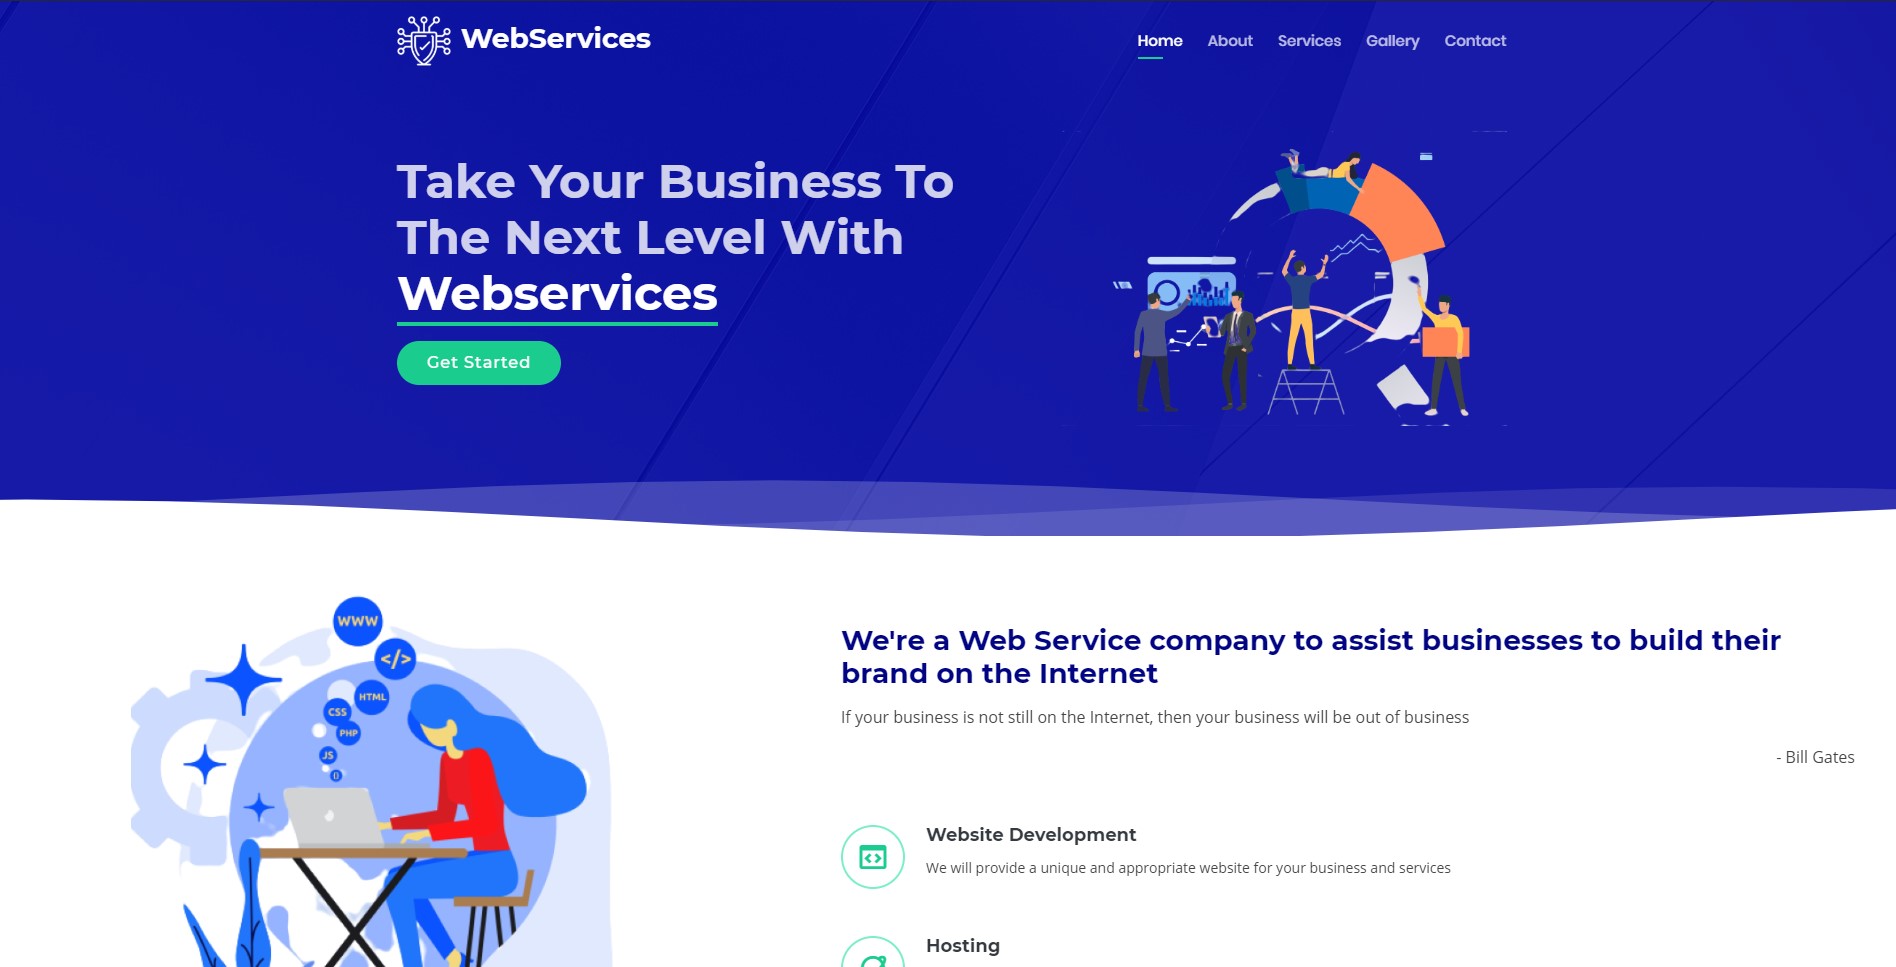 WebServices
Home About Services Gallery Contact
Take Your Business To
The Next Level With
Webservices
Get Started
WWW
</>
HTML
CSS
PHP
JS
{}
We're a Web Service company to assist businesses to build their
brand on the Internet
If your business is not still on the Internet, then your business will be out of business
- Bill Gates
Website Development
We will provide a unique and appropriate website for your business and services
Hosting